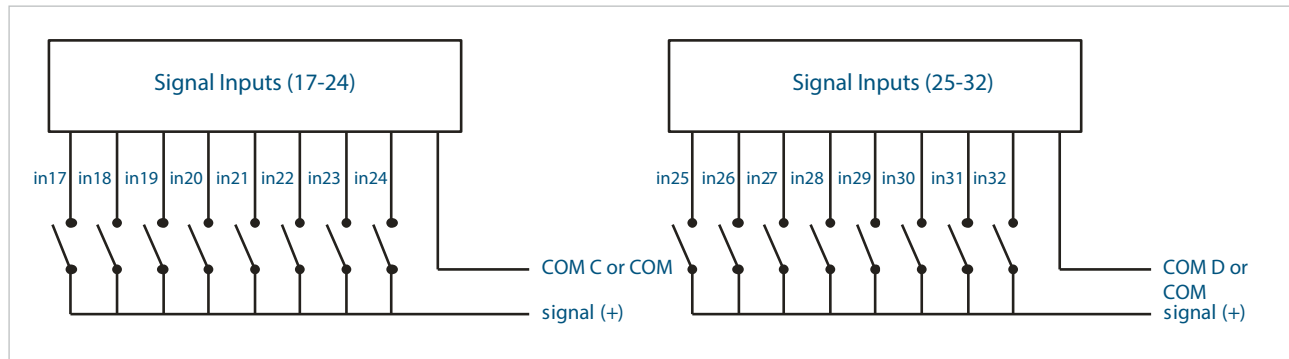 Signal Inputs (17-24)
in17 in18 in19 in20 in21 in22 in23 in24
COM C or COM
signal (+)
Signal Inputs (25-32)
in25 in26 in27 in28 in29 in30 in31 in32
COM D or
COM
signal (+)